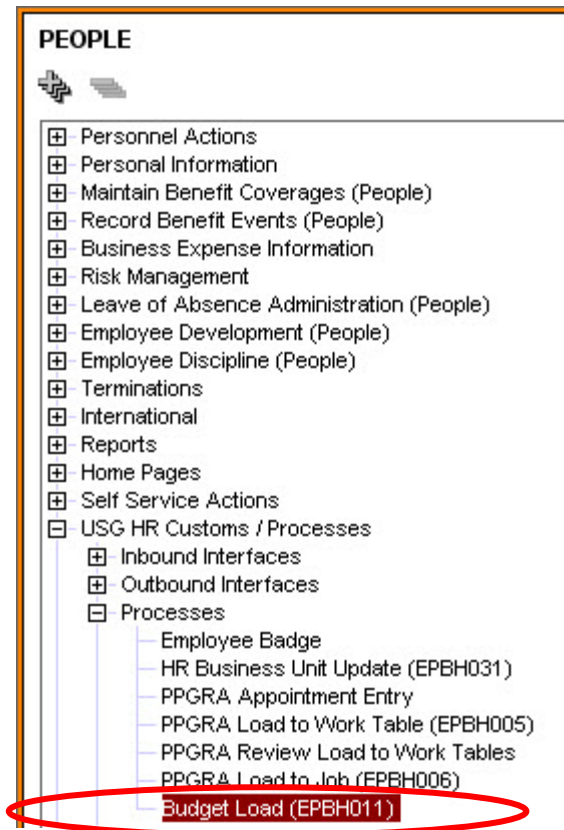 PEOPLE
Personnel Actions
Personal Information
Maintain Benefit Coverages (People)
Record Benefit Events (People)
Business Expense Information
Risk Management
Leave of Absence Administration (People)
Employee Development (People)
Employee Discipline (People)
Terminations
International
Reports
Home Pages
Self Service Actions
USG HR Customs / Processes
Inbound Interfaces
Outbound Interfaces
Processes
Employee Badge
HR Business Unit Update (EPBH031)
PPGRA Appointment Entry
PPGRA Load to Work Table (EPBH005)
PPGRA Review Load to Work Tables
PPGRA Load to Job (EPBH006)
Budget Load (EPBH011)